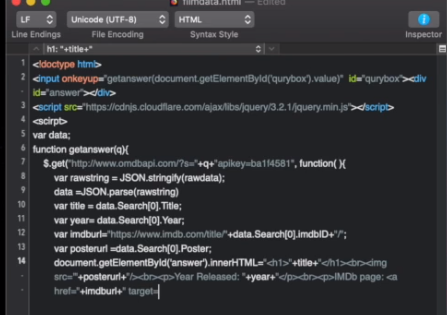 filmdata.html — Edited
LF Unicode (UTF-8) HTML
Line Endings File Encoding Syntax Style Inspector
h1: "+title+"
1 <!doctype html>
2 <input onkeyup="getanswer(document.getElementById('qurybox').value)" id="qurybox"><div
id="answer"></div>
3 <script src="https://cdnjs.cloudflare.com/ajax/libs/jquery/3.2.1/jquery.min.js"></script>
4 <scirpt>
5 var data;
6 function getanswer(q){
7 $.get("http://www.omdbapi.com/?s="+q+"apikey=ba1f4581", function( ){
8 var rawstring = JSON.stringify(rawdata);
9 data =JSON.parse(rawstring)
10 var title = data.Search[0].Title;
11 var year= data.Search[0].Year;
12 var imdburl="https://www.imdb.com/title/"+data.Search[0].imdbID+"/";
13 var posterurl =data.Search[0].Poster;
14 document.getElementById('answer').innerHTML="<h1>"+title+"</h1><br><img
src='"+posterurl+"'/><br><p>Year Released: "+year+"</p><br><p>IMDb page: <a
href='"+imdburl+" target=